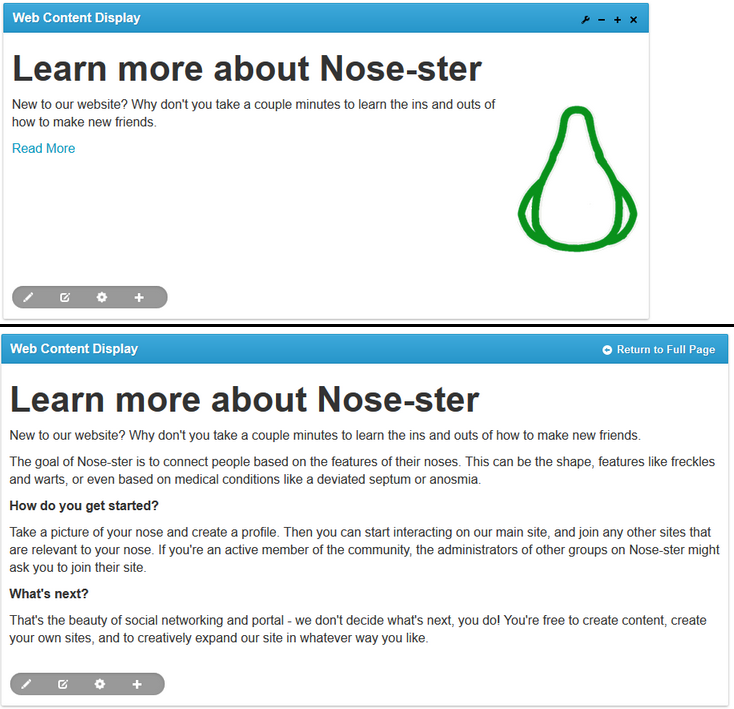 Web Content Display
Learn more about Nose-ster
New to our website? Why don't you take a couple minutes to learn the ins and outs of
how to make new friends.
Read More
Web Content Display
Return to Full Page
Learn more about Nose-ster
New to our website? Why don't you take a couple minutes to learn the ins and outs of how to make new friends.
The goal of Nose-ster is to connect people based on the features of their noses. This can be the shape, features like freckles
and warts, or even based on medical conditions like a deviated septum or anosmia.
How do you get started?
Take a picture of your nose and create a profile. Then you can start interacting on our main site, and join any other sites that
are relevant to your nose. If you're an active member of the community, the administrators of other groups on Nose-ster might
ask you to join their site.
What's next?
That's the beauty of social networking and portal - we don't decide what's next, you do! You're free to create content, create
your own sites, and to creatively expand our site in whatever way you like.